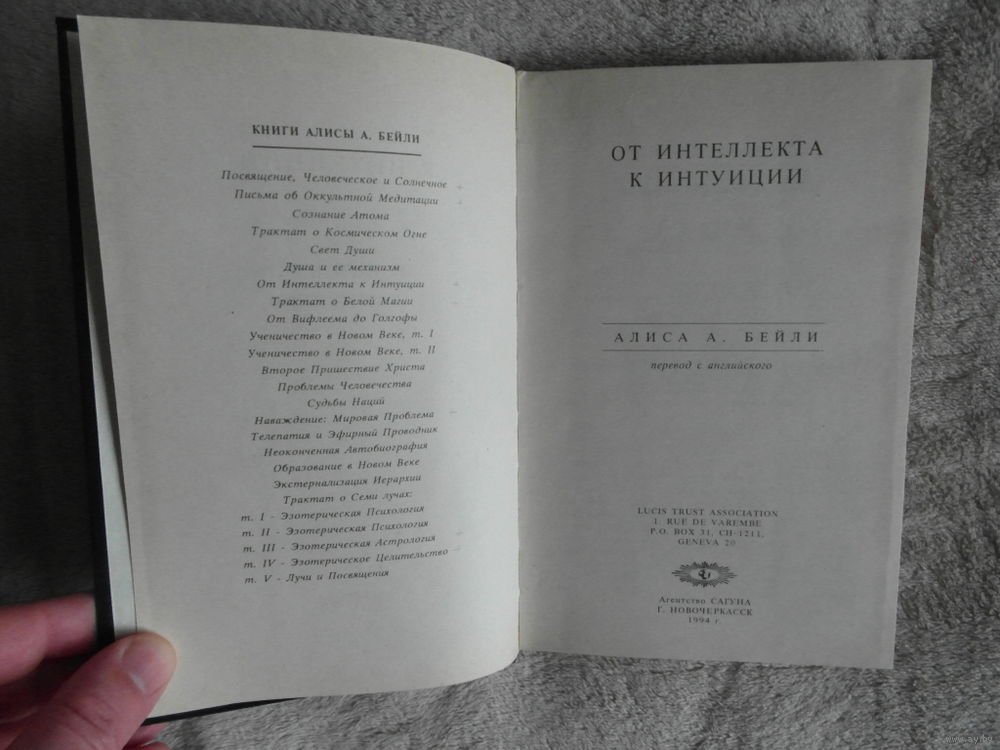 КНИГИ АЛИСЫ А. БЕЙЛИ
Посвящение, Человеческое и Солнечное
Письма об Оккультной Медитации
Сознание Атома
Трактат о Космическом Огне
Свет Души
Душа и ее механизм
От Интеллекта к Интуиции
Трактат о Белой Магии
От Вифлеема до Голгофы
Ученичество в Новом Веке, т. I
Ученичество в Новом Веке, т. II
Второе Пришествие Христа
Проблемы Человечества
Судьбы Наций
Наваждение: Мировая Проблема
Телепатия и Эфирный Проводник
Неоконченная Автобиография
Образование в Новом Веке
Экстернализация Иерархии
Трактат о Семи лучах:
т. I - Эзотерическая Психология
т. II - Эзотерическая Психология
т. III - Эзотерическая Астрология
т. IV - Эзотерическое Целительство
т. V - Лучи и Посвящения
ОТ ИНТЕЛЛЕКТА
К ИНТУИЦИИ
АЛИСА А. БЕЙЛИ
перевод с английского
LUCIS TRUST ASSOCIATION
1. RUE DE VAREMBE
P.O. BOX 31, CH-1211,
GENEVA 20
Агентство САГУНА
Г. НОВОЧЕРКАССК
1994 г.
www.ay.by